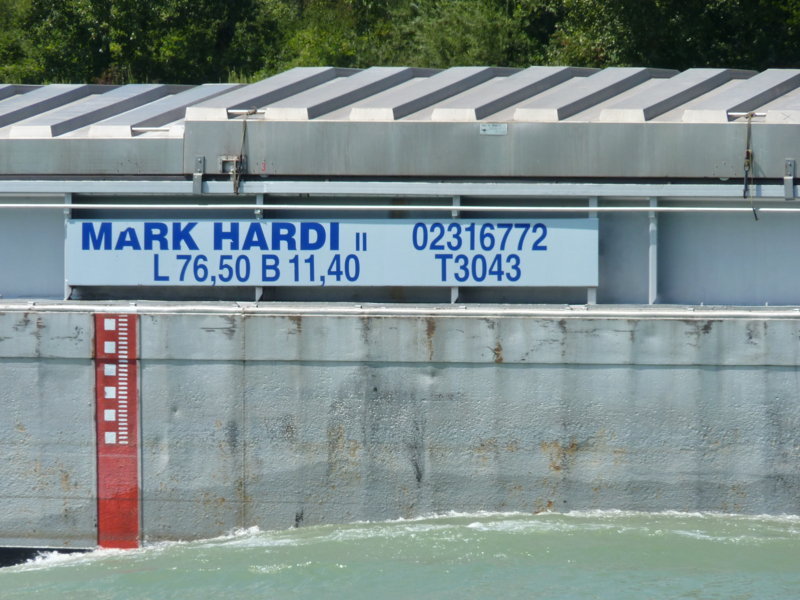 MARK HARDI II 02316772
L 76,50 B 11,40 T3043